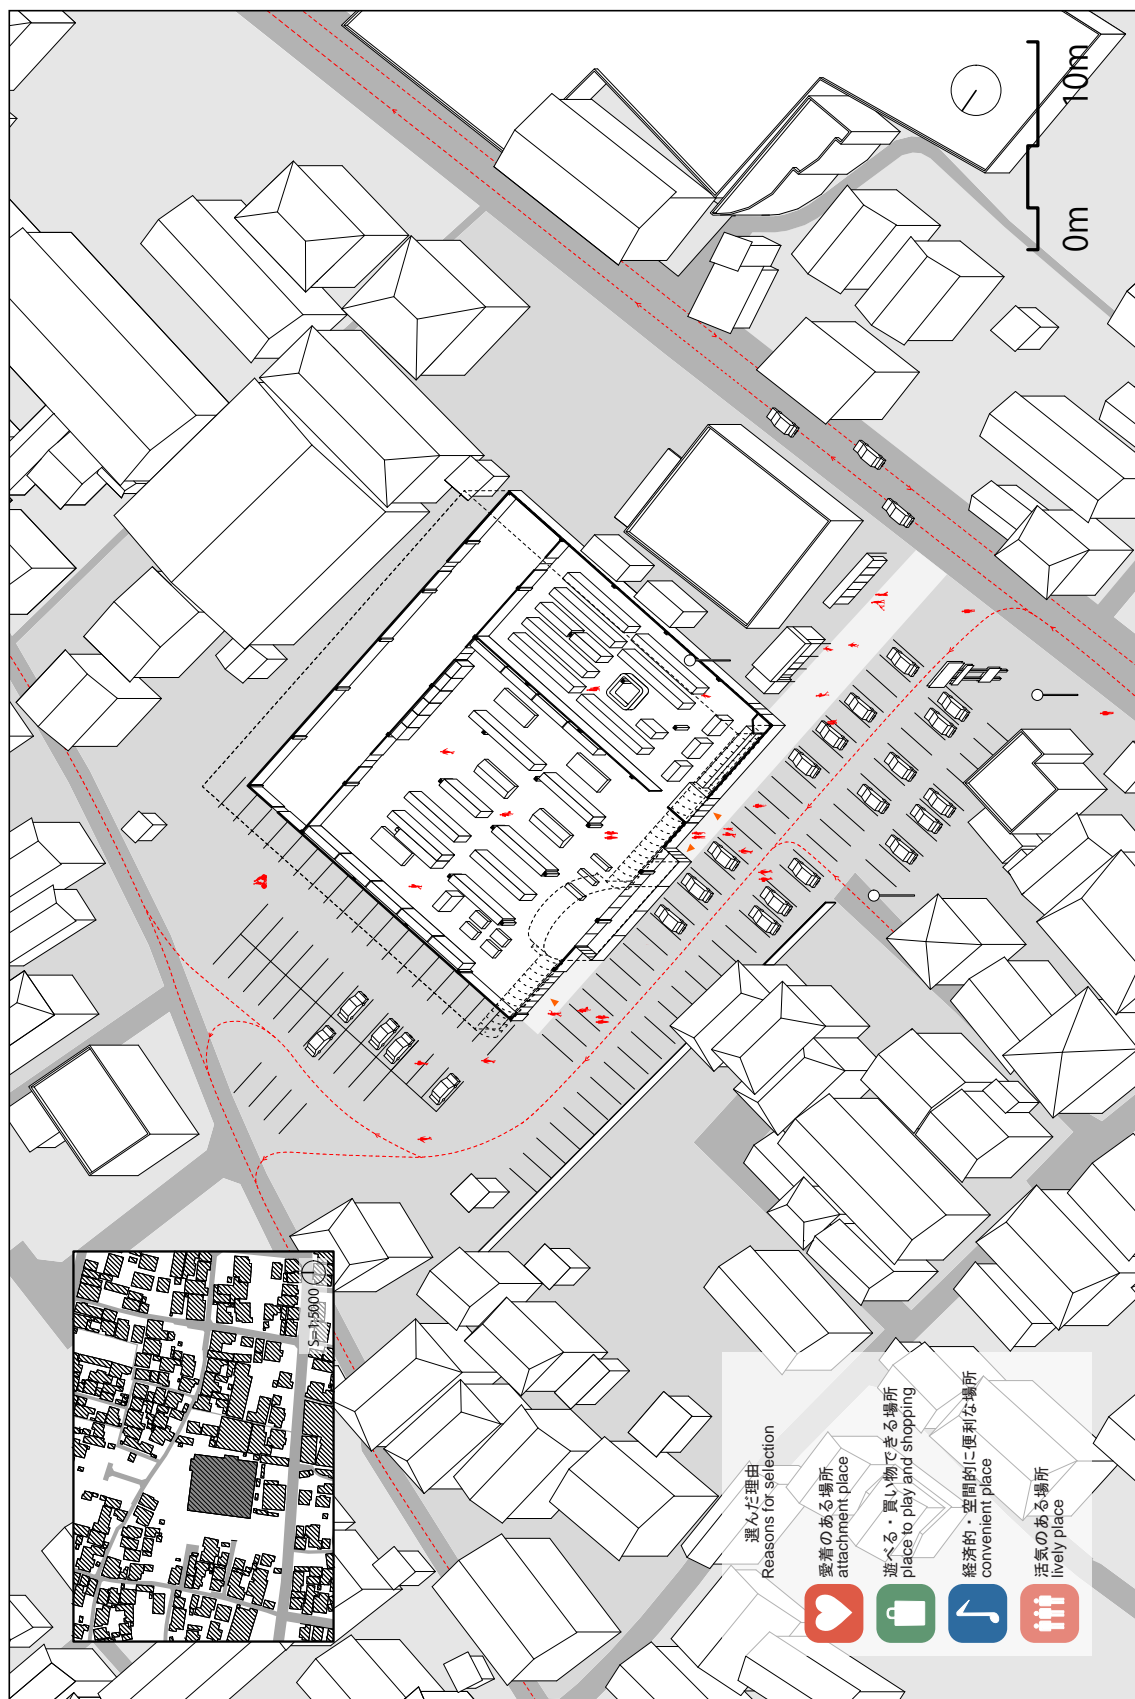 0m
10m
S=1:5000
選んだ理由
Reasons for selection
愛着のある場所
attachment place
遊べる・買い物できる場所
place to play and shopping
経済的・空間的に便利な場所
convenient place
活気のある場所
lively place